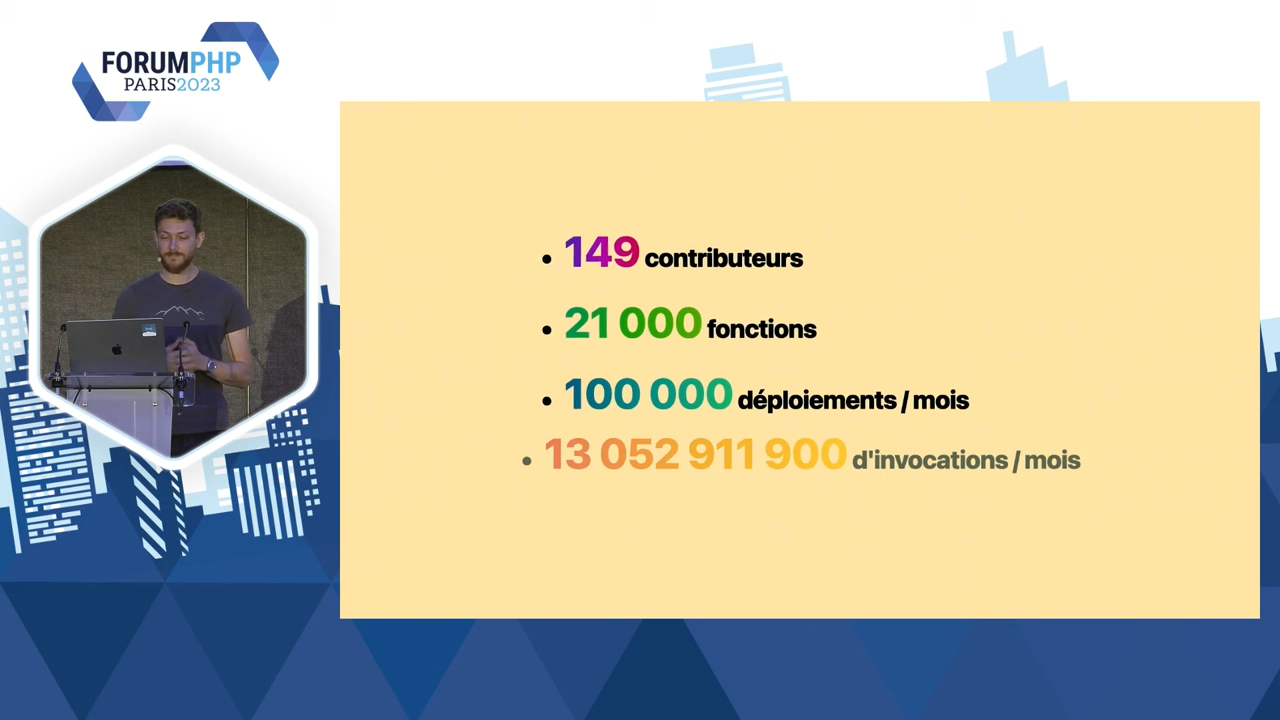 FORUMPHP
PARIS2023
• 149 contributeurs
• 21 000 fonctions
• 100 000 déploiements / mois
• 13 052 911 900 d'invocations / mois